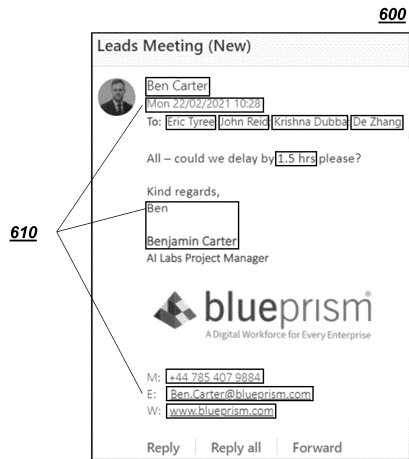 600
Leads Meeting (New)
Ben Carter
Mon 22/02/2021 10:28
To: Eric Tyree John Reid Krishna Dubba De Zhang
All – could we delay by 1.5 hrs please?
Kind regards,
Ben
610
Benjamin Carter
AI Labs Project Manager
blueprism®
A Digital Workforce for Every Enterprise
M: +44 785 407 9884
E: Ben.Carter@blueprism.com
W: www.blueprism.com
Reply Reply all Forward